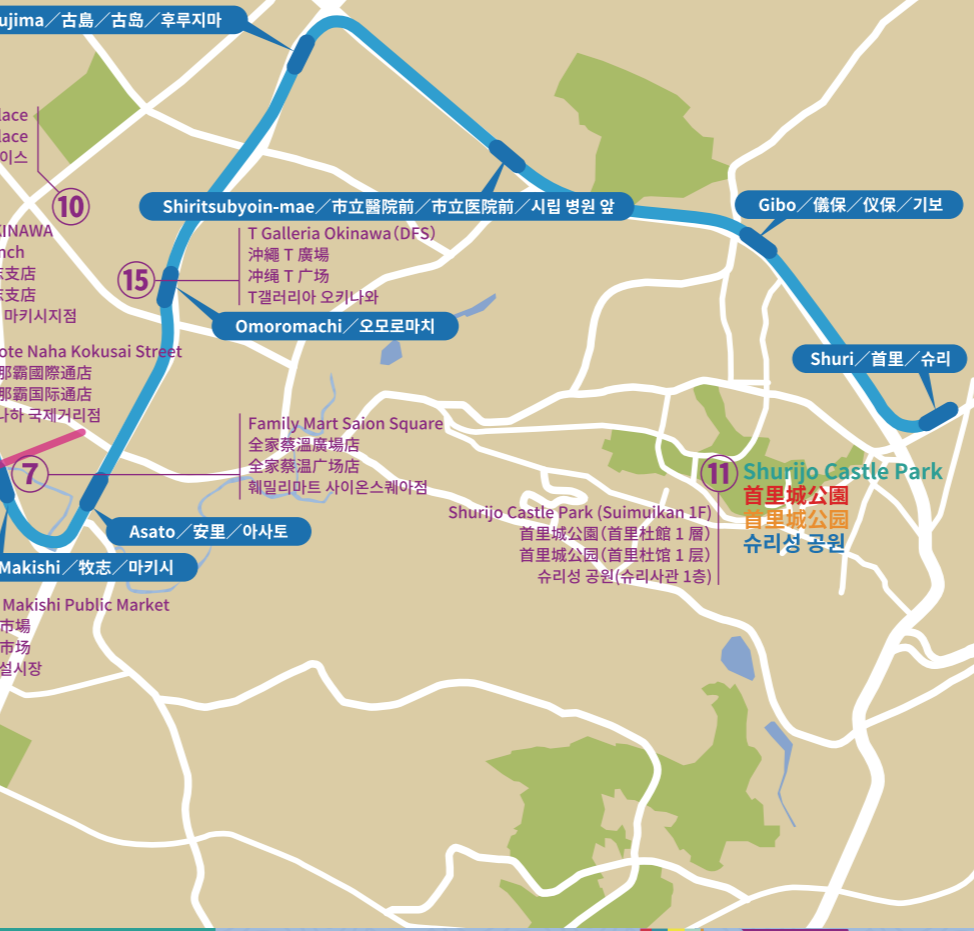 ujima／古島／古岛／후루지마
lace
lace
이스
10
Shiritsubyoin-mae／市立醫院前／市立医院前／시립 병원 앞
Gibo／儀保／仪保／기보
KINAWA
nch
志支店
志支店
마키시지점
15
T Galleria Okinawa(DFS)
沖繩 T 廣場
冲绳 T 广场
T갤러리아 오키나와
Omoromachi／오모로마치
ote Naha Kokusai Street
那霸國際通店
那霸国际通店
나하 국제거리점
Shuri／首里／슈리
7
Family Mart Saion Square
全家蔡溫廣場店
全家蔡温广场店
훼밀리마트 사이온스퀘아점
11
Shurijo Castle Park
首里城公園
首里城公园
슈리성 공원
Shurijo Castle Park (Suimuikan 1F)
首里城公園(首里杜館 1 層)
首里城公园(首里杜馆 1 层)
슈리성 공원(슈리사관 1층)
Asato／安里／아사토
Makishi／牧志／마키시
Makishi Public Market
市場
市场
설시장